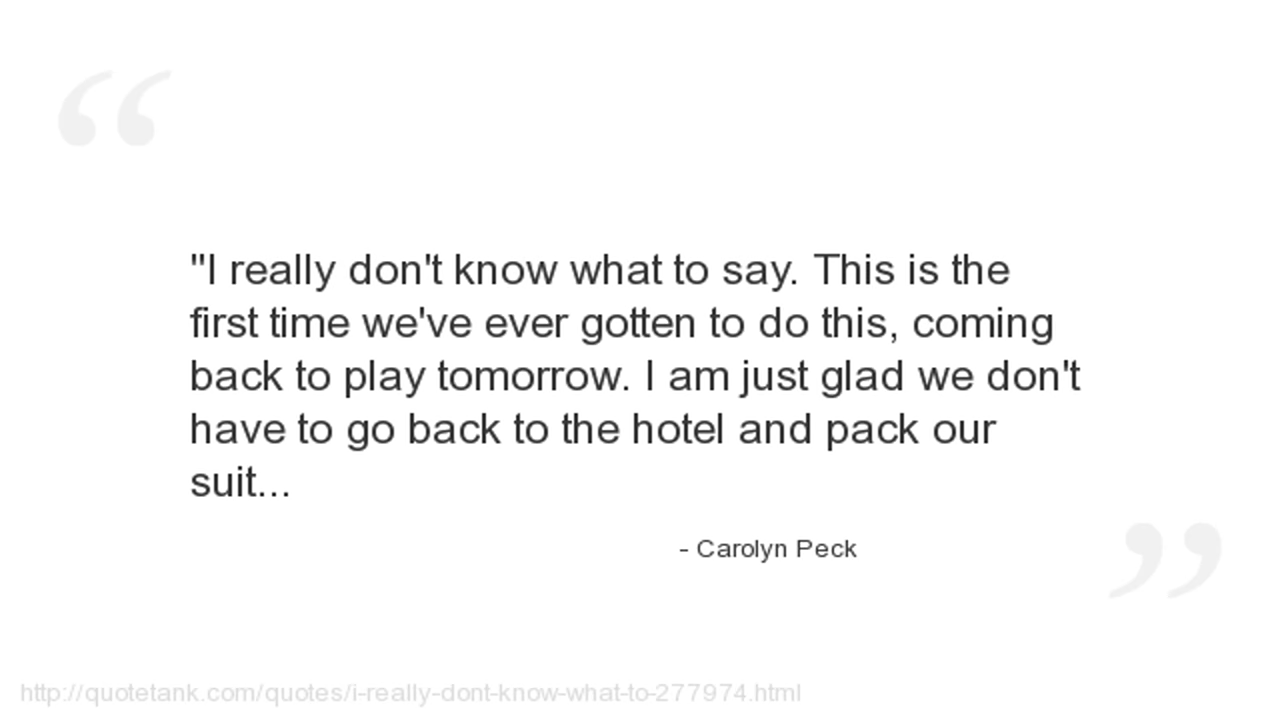 "I really don't know what to say. This is the
first time we've ever gotten to do this, coming
back to play tomorrow. I am just glad we don't
have to go back to the hotel and pack our
suit...
- Carolyn Peck
http://quotetank.com/quotes/i-really-dont-know-what-to-277974.html